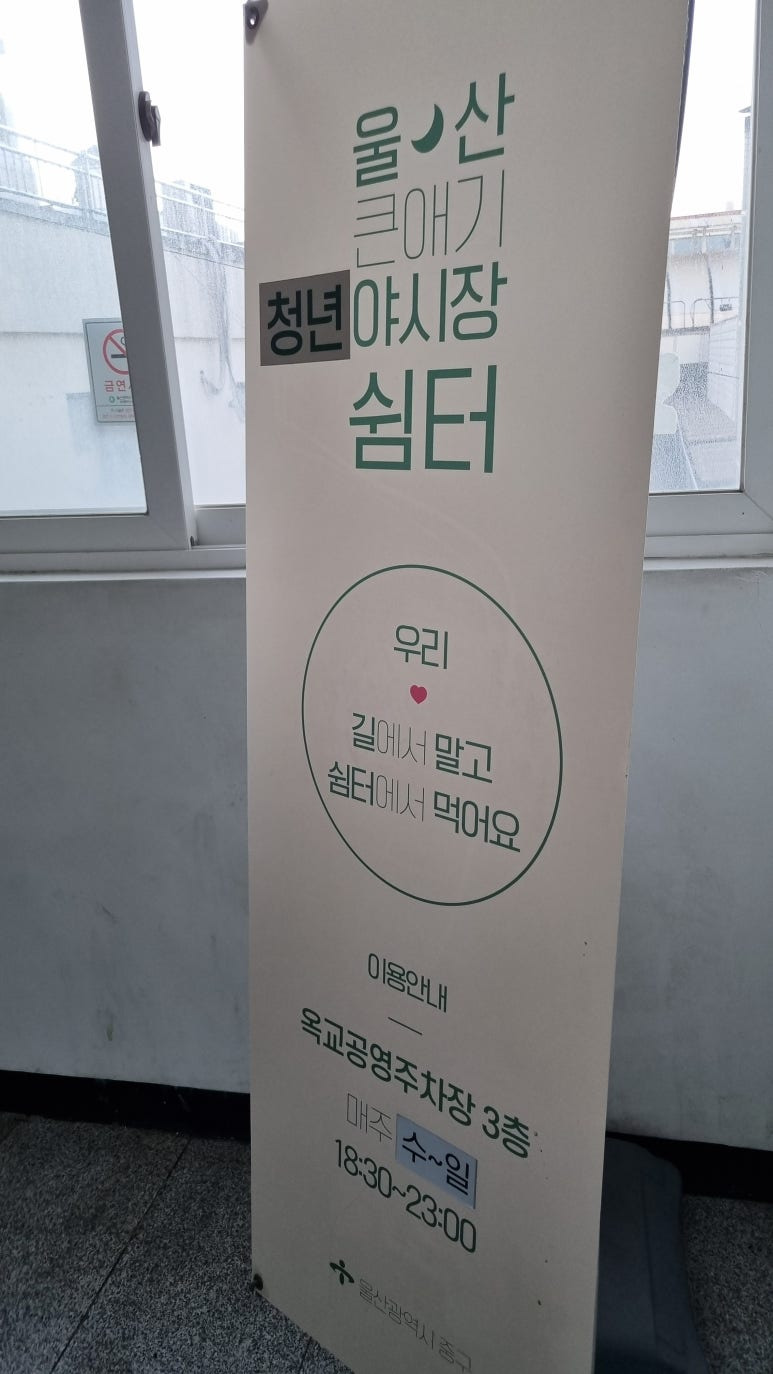 울산
큰애기
청년야시장
쉼터
우리
길에서 말고
쉼터에서 먹어요
이용안내
옥교공영주차장 3층
매주 수~일
18:30~23:00
울산광역시 중구
금연